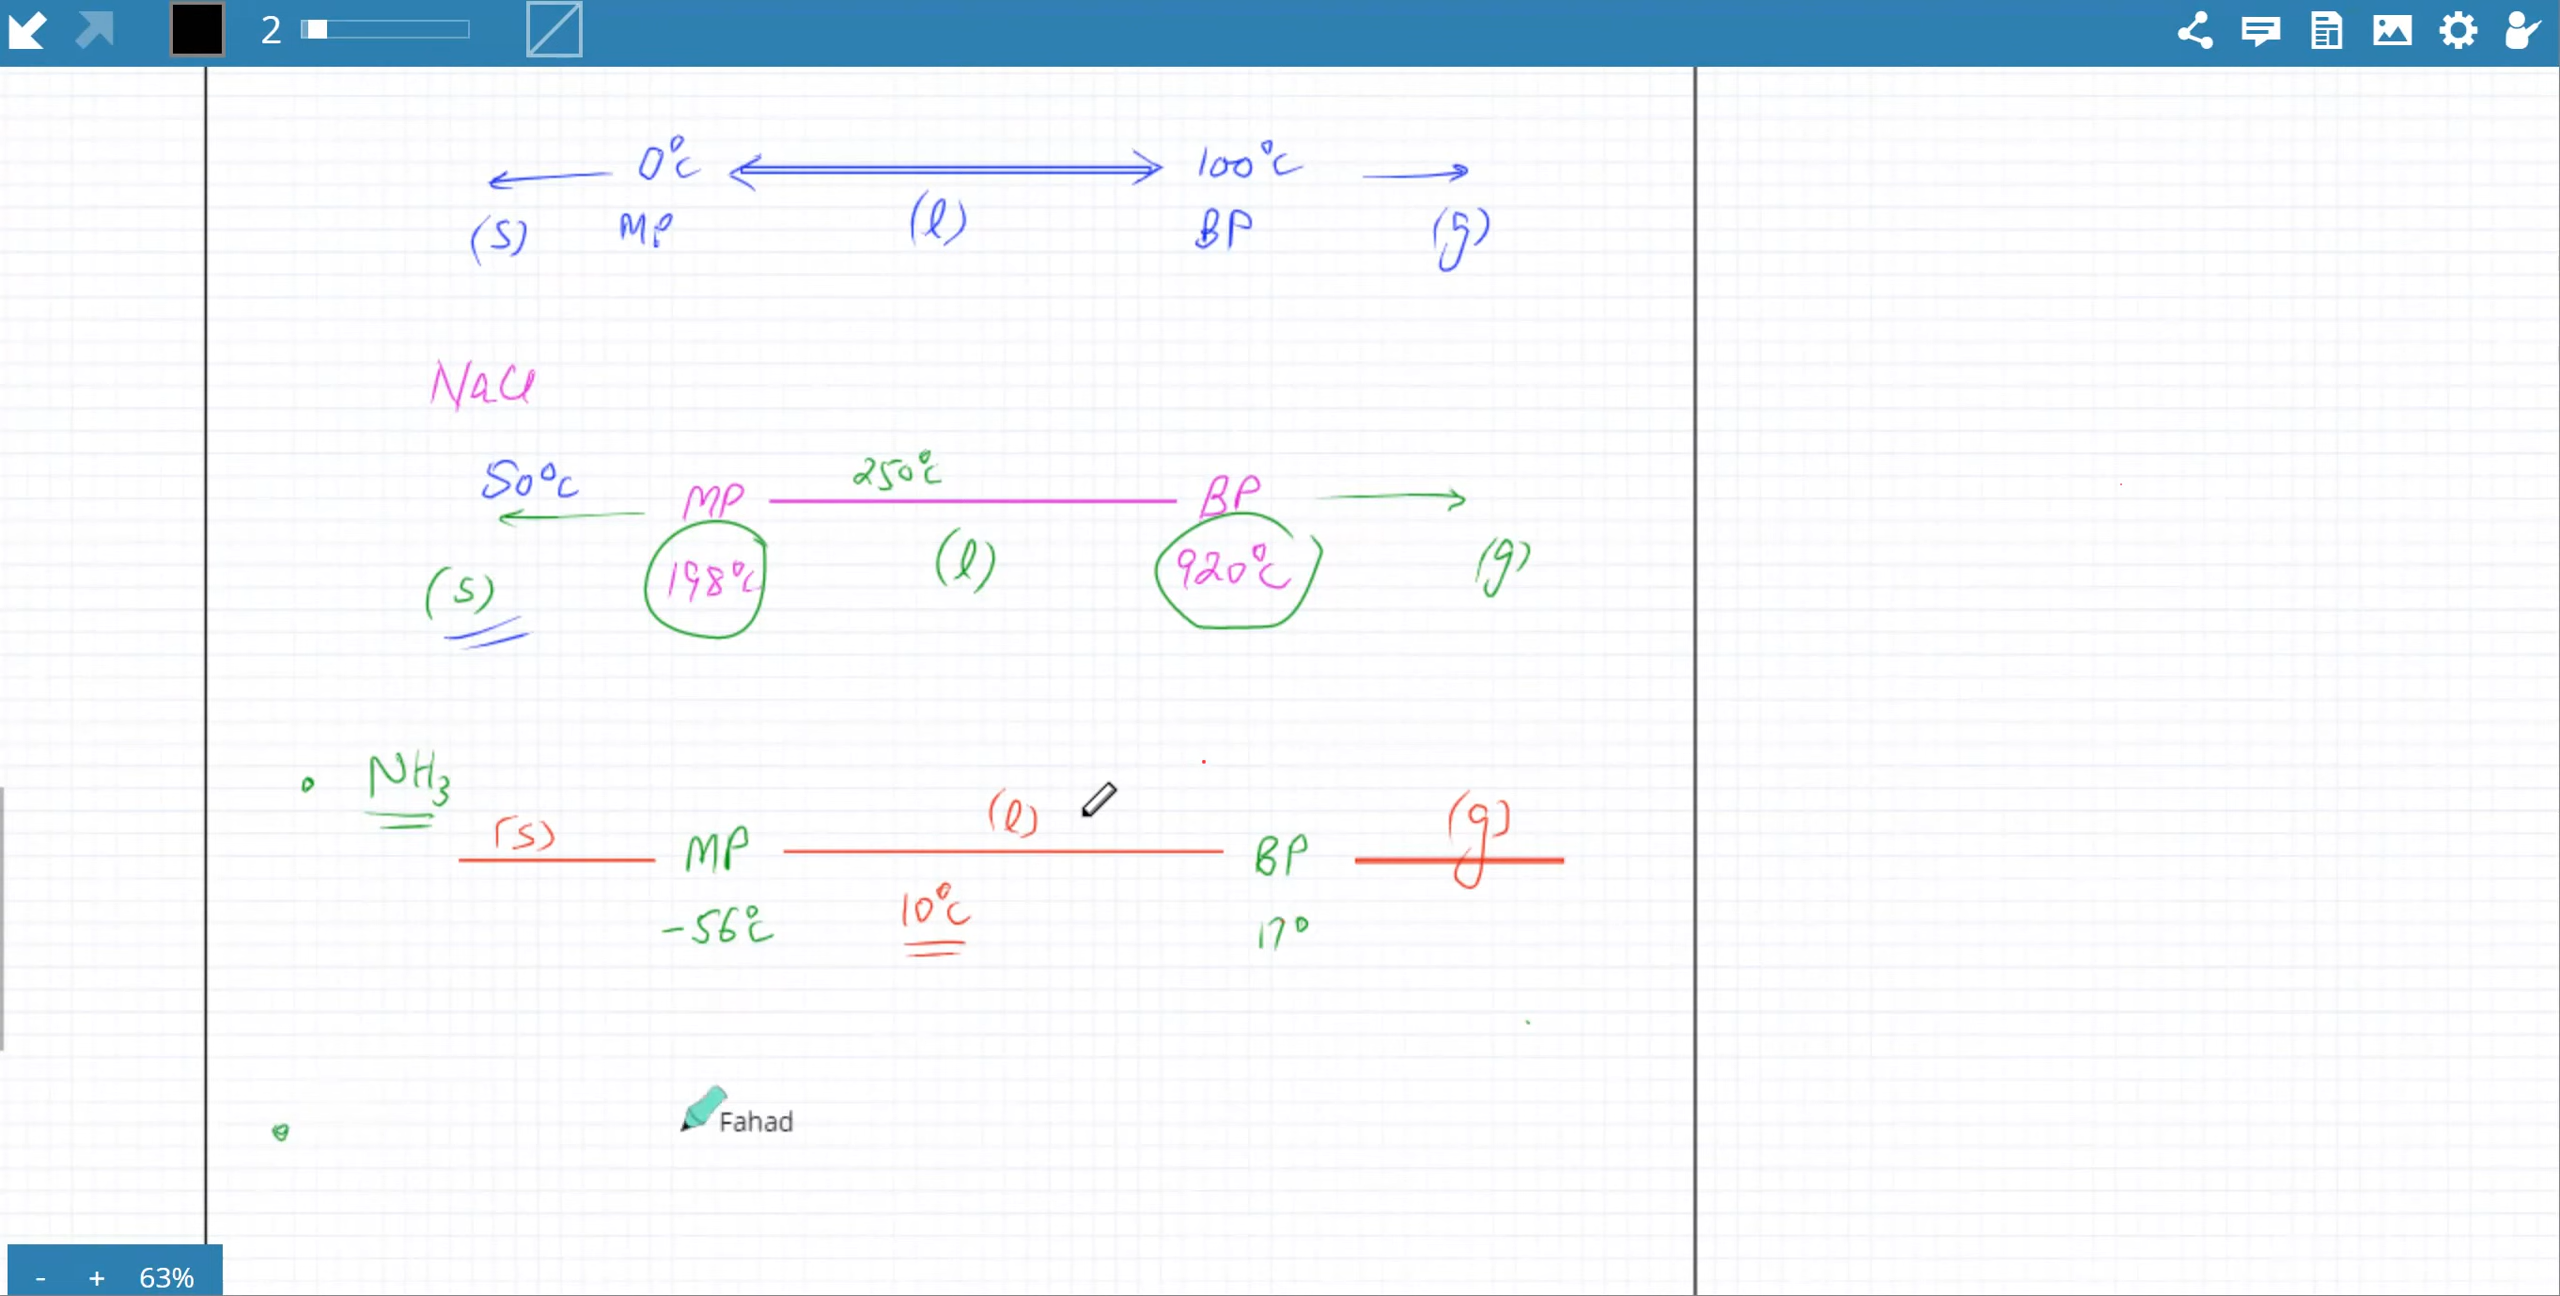 2
0°c 100°c
(s) MP (l) BP (g)
NaCl
50°c MP 250°c BP
(s) 198°c (l) 920°c (g)
NH3
(s) MP (l) BP (g)
-56°c 10°c 17°
Fahad
- + 63%